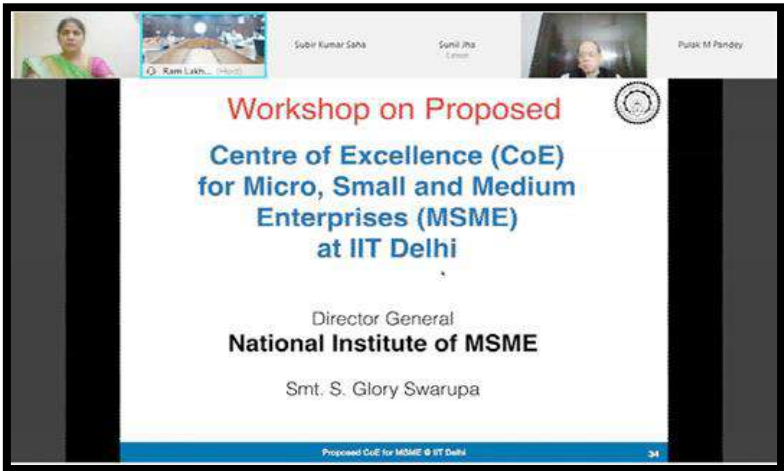 Subir Kumar Saha
Sunil Jha
Pulak M Pandey
Ram Lakh... (Host)
Workshop on Proposed
Centre of Excellence (CoE)
for Micro, Small and Medium
Enterprises (MSME)
at IIT Delhi
Director General
National Institute of MSME
Smt. S. Glory Swarupa
Proposed CoE for MSME @ IIT Delhi
34